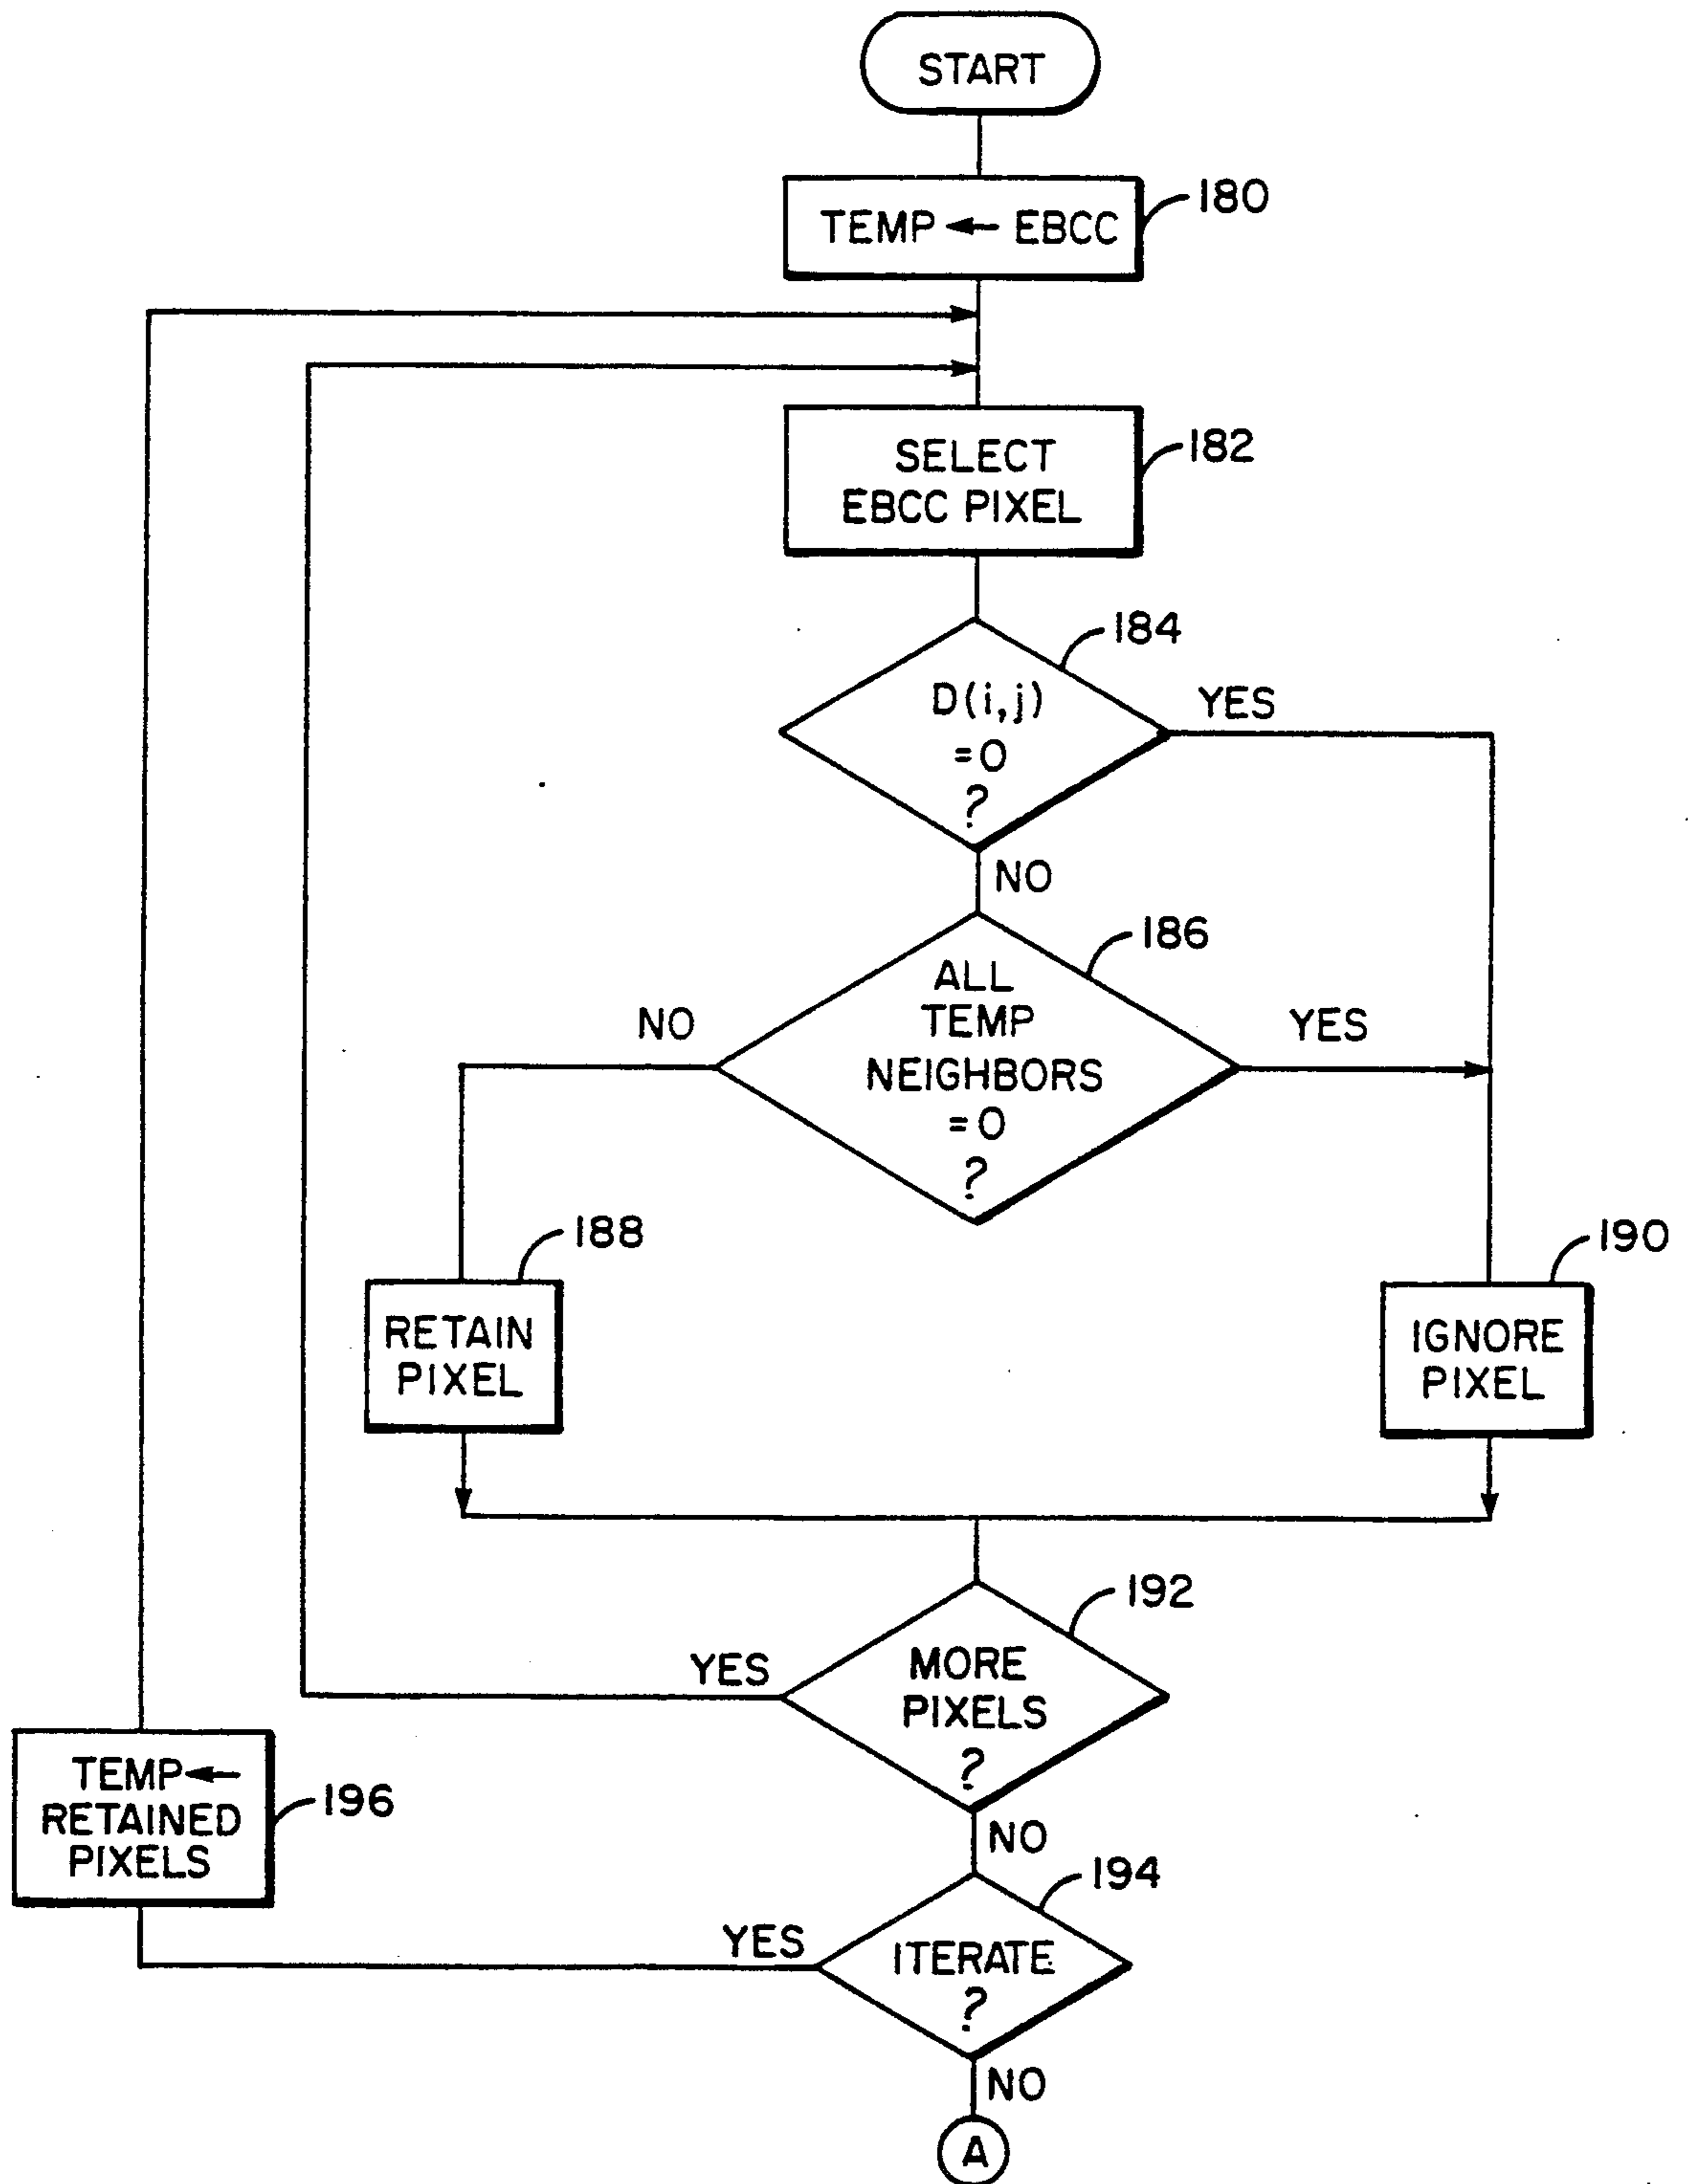 START
TEMP ← EBCC
180
SELECT
EBCC PIXEL
182
184
D(i,j)
=0
?
YES
NO
186
ALL
TEMP
NEIGHBORS
=0
?
NO
YES
188
RETAIN
PIXEL
190
IGNORE
PIXEL
192
MORE
PIXELS
?
YES
NO
TEMP←
RETAINED
PIXELS
196
194
ITERATE
?
YES
NO
A